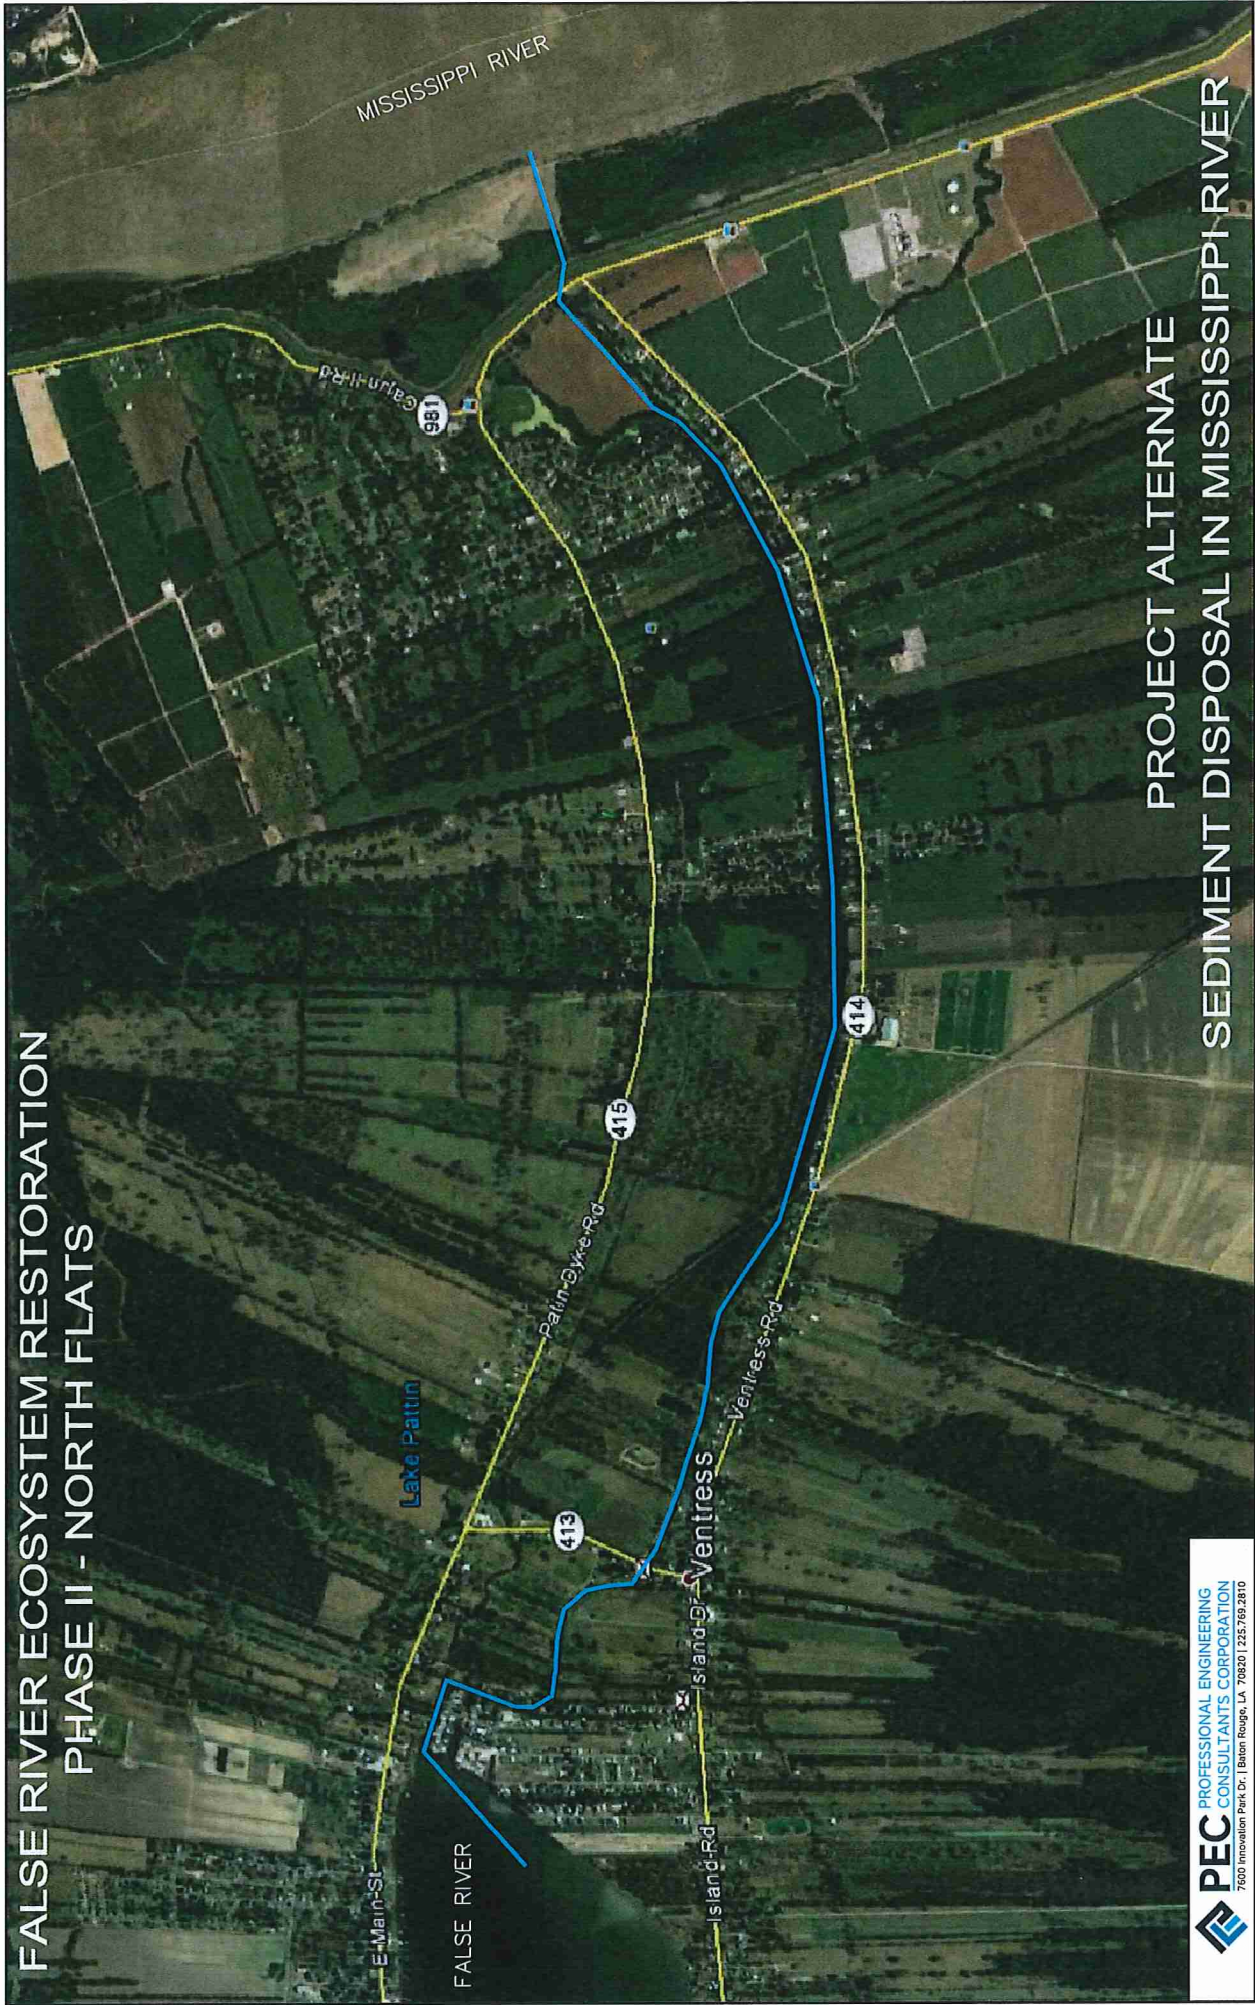 FALSE RIVER ECOSYSTEM RESTORATION
PHASE II - NORTH FLATS
MISSISSIPPI RIVER
Cajun II Rd
981
Lake Pattin
Patin-Dyke-Rd
415
413
414
E-Main-St
FALSE RIVER
Island-Rd
Island-Dr
Ventress
Ventress-Rd
PROJECT ALTERNATE
SEDIMENT DISPOSAL IN MISSISSIPPI RIVER
PEC PROFESSIONAL ENGINEERING
CONSULTANTS CORPORATION
7600 Innovation Park Dr. | Baton Rouge, LA 70820 | 225.769.2810